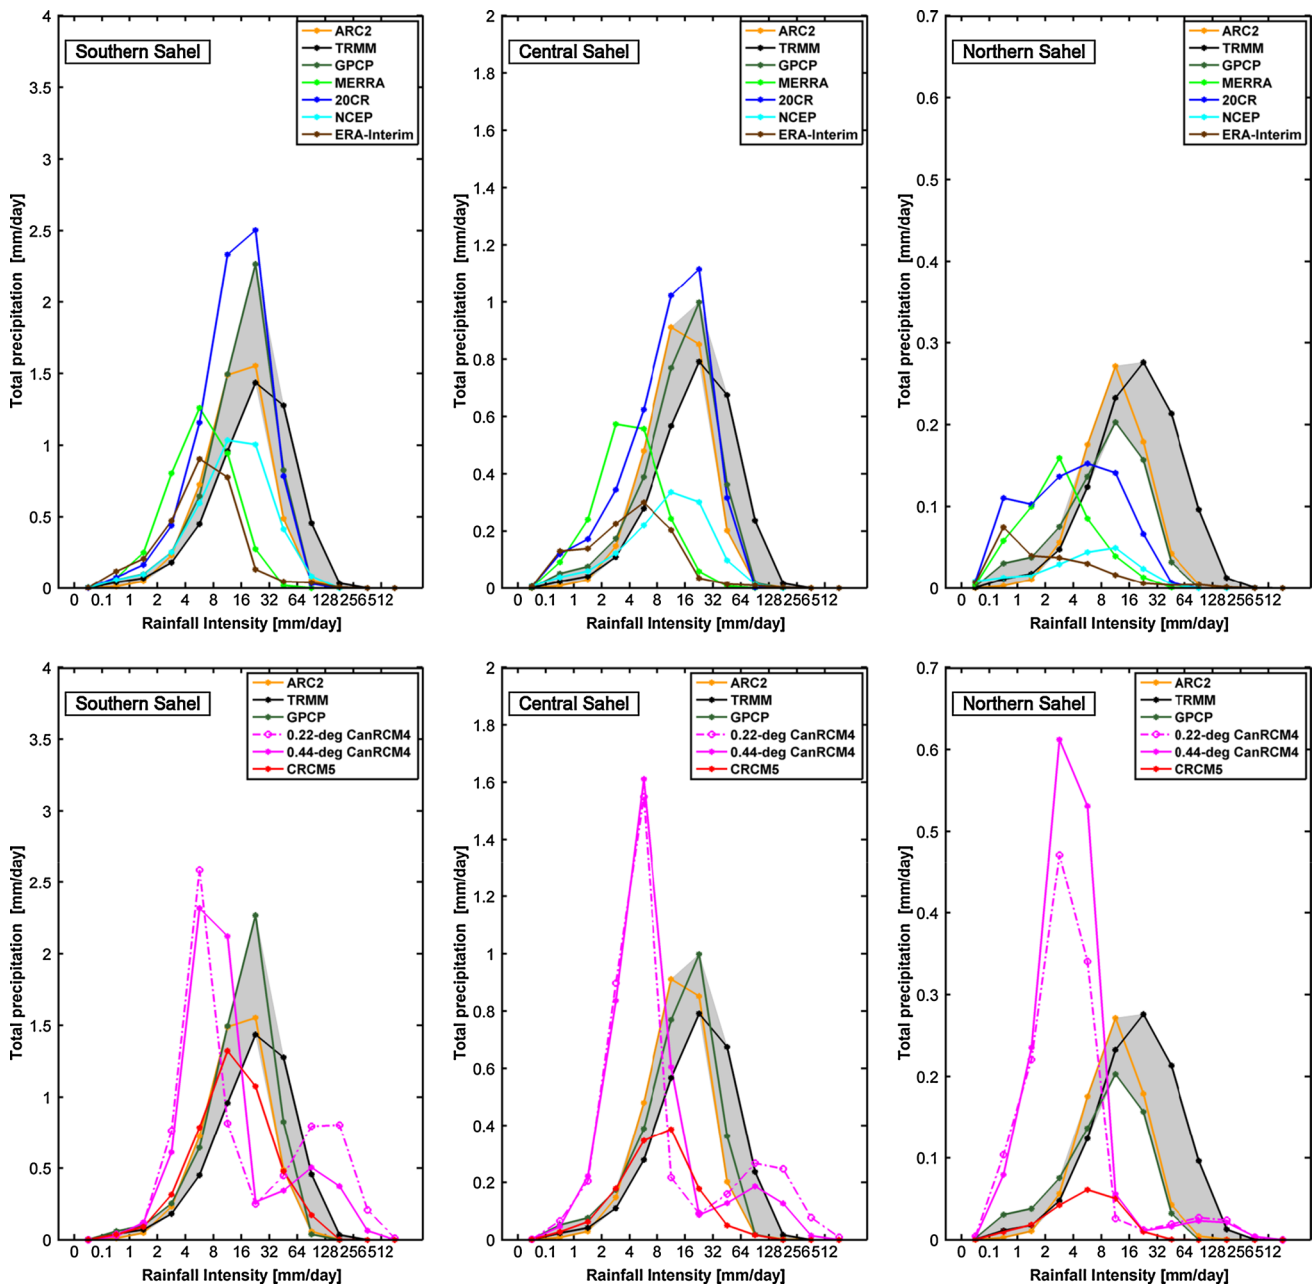 Southern Sahel
ARC2
TRMM
GPCP
MERRA
20CR
NCEP
ERA-Interim
4
3.5
3
2.5
2
1.5
1
0.5
0
Total precipitation [mm/day]
0 0.1 1 2 4 8 16 32 64 128 256 512
Rainfall Intensity [mm/day]
Central Sahel
ARC2
TRMM
GPCP
MERRA
20CR
NCEP
ERA-Interim
2
1.8
1.6
1.4
1.2
1
0.8
0.6
0.4
0.2
0
Total precipitation [mm/day]
0 0.1 1 2 4 8 16 32 64 128 256 512
Rainfall Intensity [mm/day]
Northern Sahel
ARC2
TRMM
GPCP
MERRA
20CR
NCEP
ERA-Interim
0.7
0.6
0.5
0.4
0.3
0.2
0.1
0
Total precipitation [mm/day]
0 0.1 1 2 4 8 16 32 64 128 256 512
Rainfall Intensity [mm/day]
Southern Sahel
ARC2
TRMM
GPCP
0.22-deg CanRCM4
0.44-deg CanRCM4
CRCM5
4
3.5
3
2.5
2
1.5
1
0.5
0
Total precipitation [mm/day]
0 0.1 1 2 4 8 16 32 64 128 256 512
Rainfall Intensity [mm/day]
Central Sahel
ARC2
TRMM
GPCP
0.22-deg CanRCM4
0.44-deg CanRCM4
CRCM5
2
1.8
1.6
1.4
1.2
1
0.8
0.6
0.4
0.2
0
Total precipitation [mm/day]
0 0.1 1 2 4 8 16 32 64 128 256 512
Rainfall Intensity [mm/day]
Northern Sahel
ARC2
TRMM
GPCP
0.22-deg CanRCM4
0.44-deg CanRCM4
CRCM5
0.7
0.6
0.5
0.4
0.3
0.2
0.1
0
Total precipitation [mm/day]
0 0.1 1 2 4 8 16 32 64 128 256 512
Rainfall Intensity [mm/day]